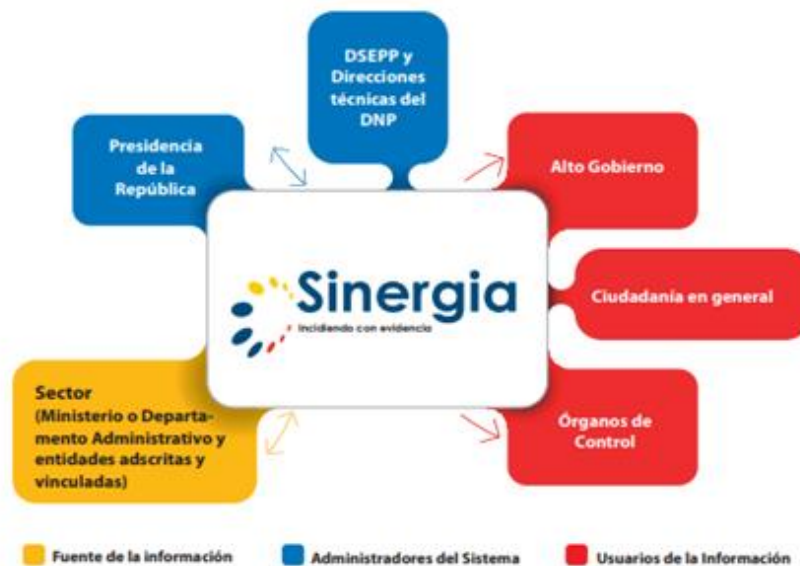 DSEPP y
Direcciones
técnicas del
DNP
Presidencia
de la
República
Alto Gobierno
Sinergia
Incidiendo con evidencia
Ciudadanía en general
Sector
(Ministerio o Departa-
mento Administrativo y
entidades adscritas y
vinculadas)
Órganos de
Control
Fuente de la información
Administradores del Sistema
Usuarios de la Información